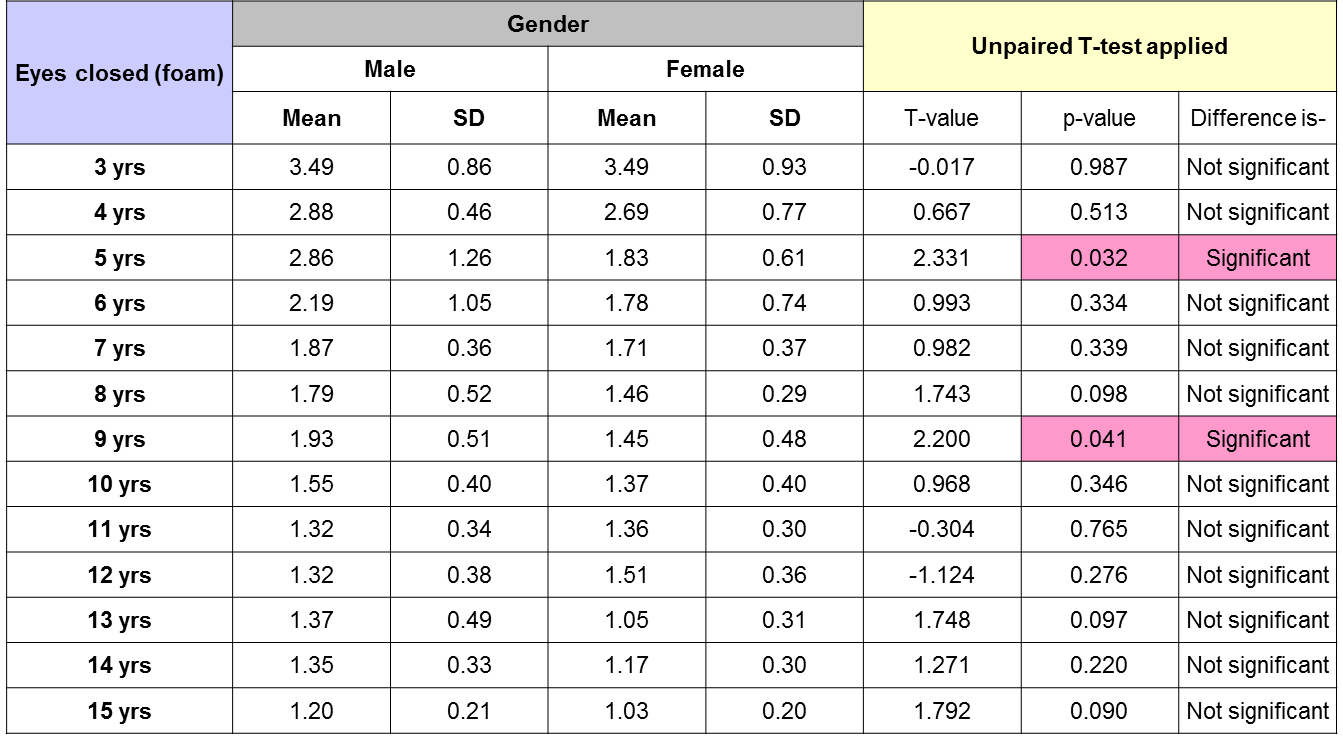 Eyes closed (foam) Gender Unpaired T-test applied
Male Female
Mean SD Mean SD T-value p-value Difference is-
3 yrs 3.49 0.86 3.49 0.93 -0.017 0.987 Not significant
4 yrs 2.88 0.46 2.69 0.77 0.667 0.513 Not significant
5 yrs 2.86 1.26 1.83 0.61 2.331 0.032 Significant
6 yrs 2.19 1.05 1.78 0.74 0.993 0.334 Not significant
7 yrs 1.87 0.36 1.71 0.37 0.982 0.339 Not significant
8 yrs 1.79 0.52 1.46 0.29 1.743 0.098 Not significant
9 yrs 1.93 0.51 1.45 0.48 2.200 0.041 Significant
10 yrs 1.55 0.40 1.37 0.40 0.968 0.346 Not significant
11 yrs 1.32 0.34 1.36 0.30 -0.304 0.765 Not significant
12 yrs 1.32 0.38 1.51 0.36 -1.124 0.276 Not significant
13 yrs 1.37 0.49 1.05 0.31 1.748 0.097 Not significant
14 yrs 1.35 0.33 1.17 0.30 1.271 0.220 Not significant
15 yrs 1.20 0.21 1.03 0.20 1.792 0.090 Not significant